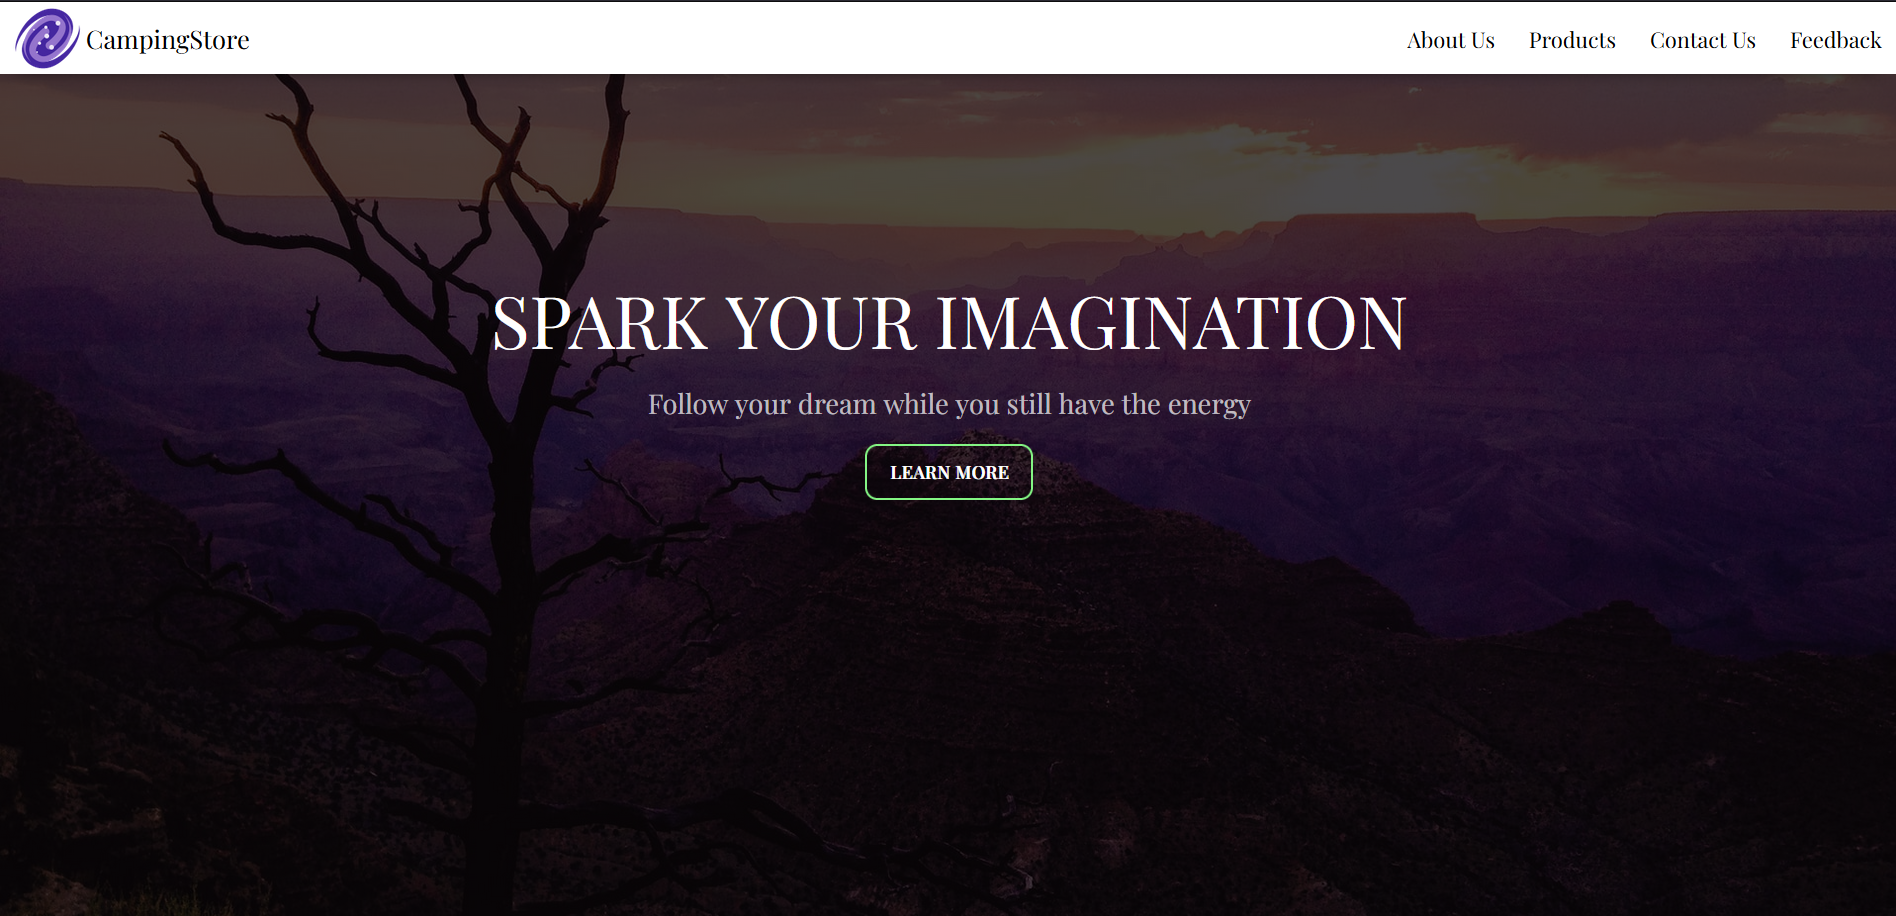 CampingStore
About Us
Products
Contact Us
Feedback
SPARK YOUR IMAGINATION
Follow your dream while you still have the energy
LEARN MORE